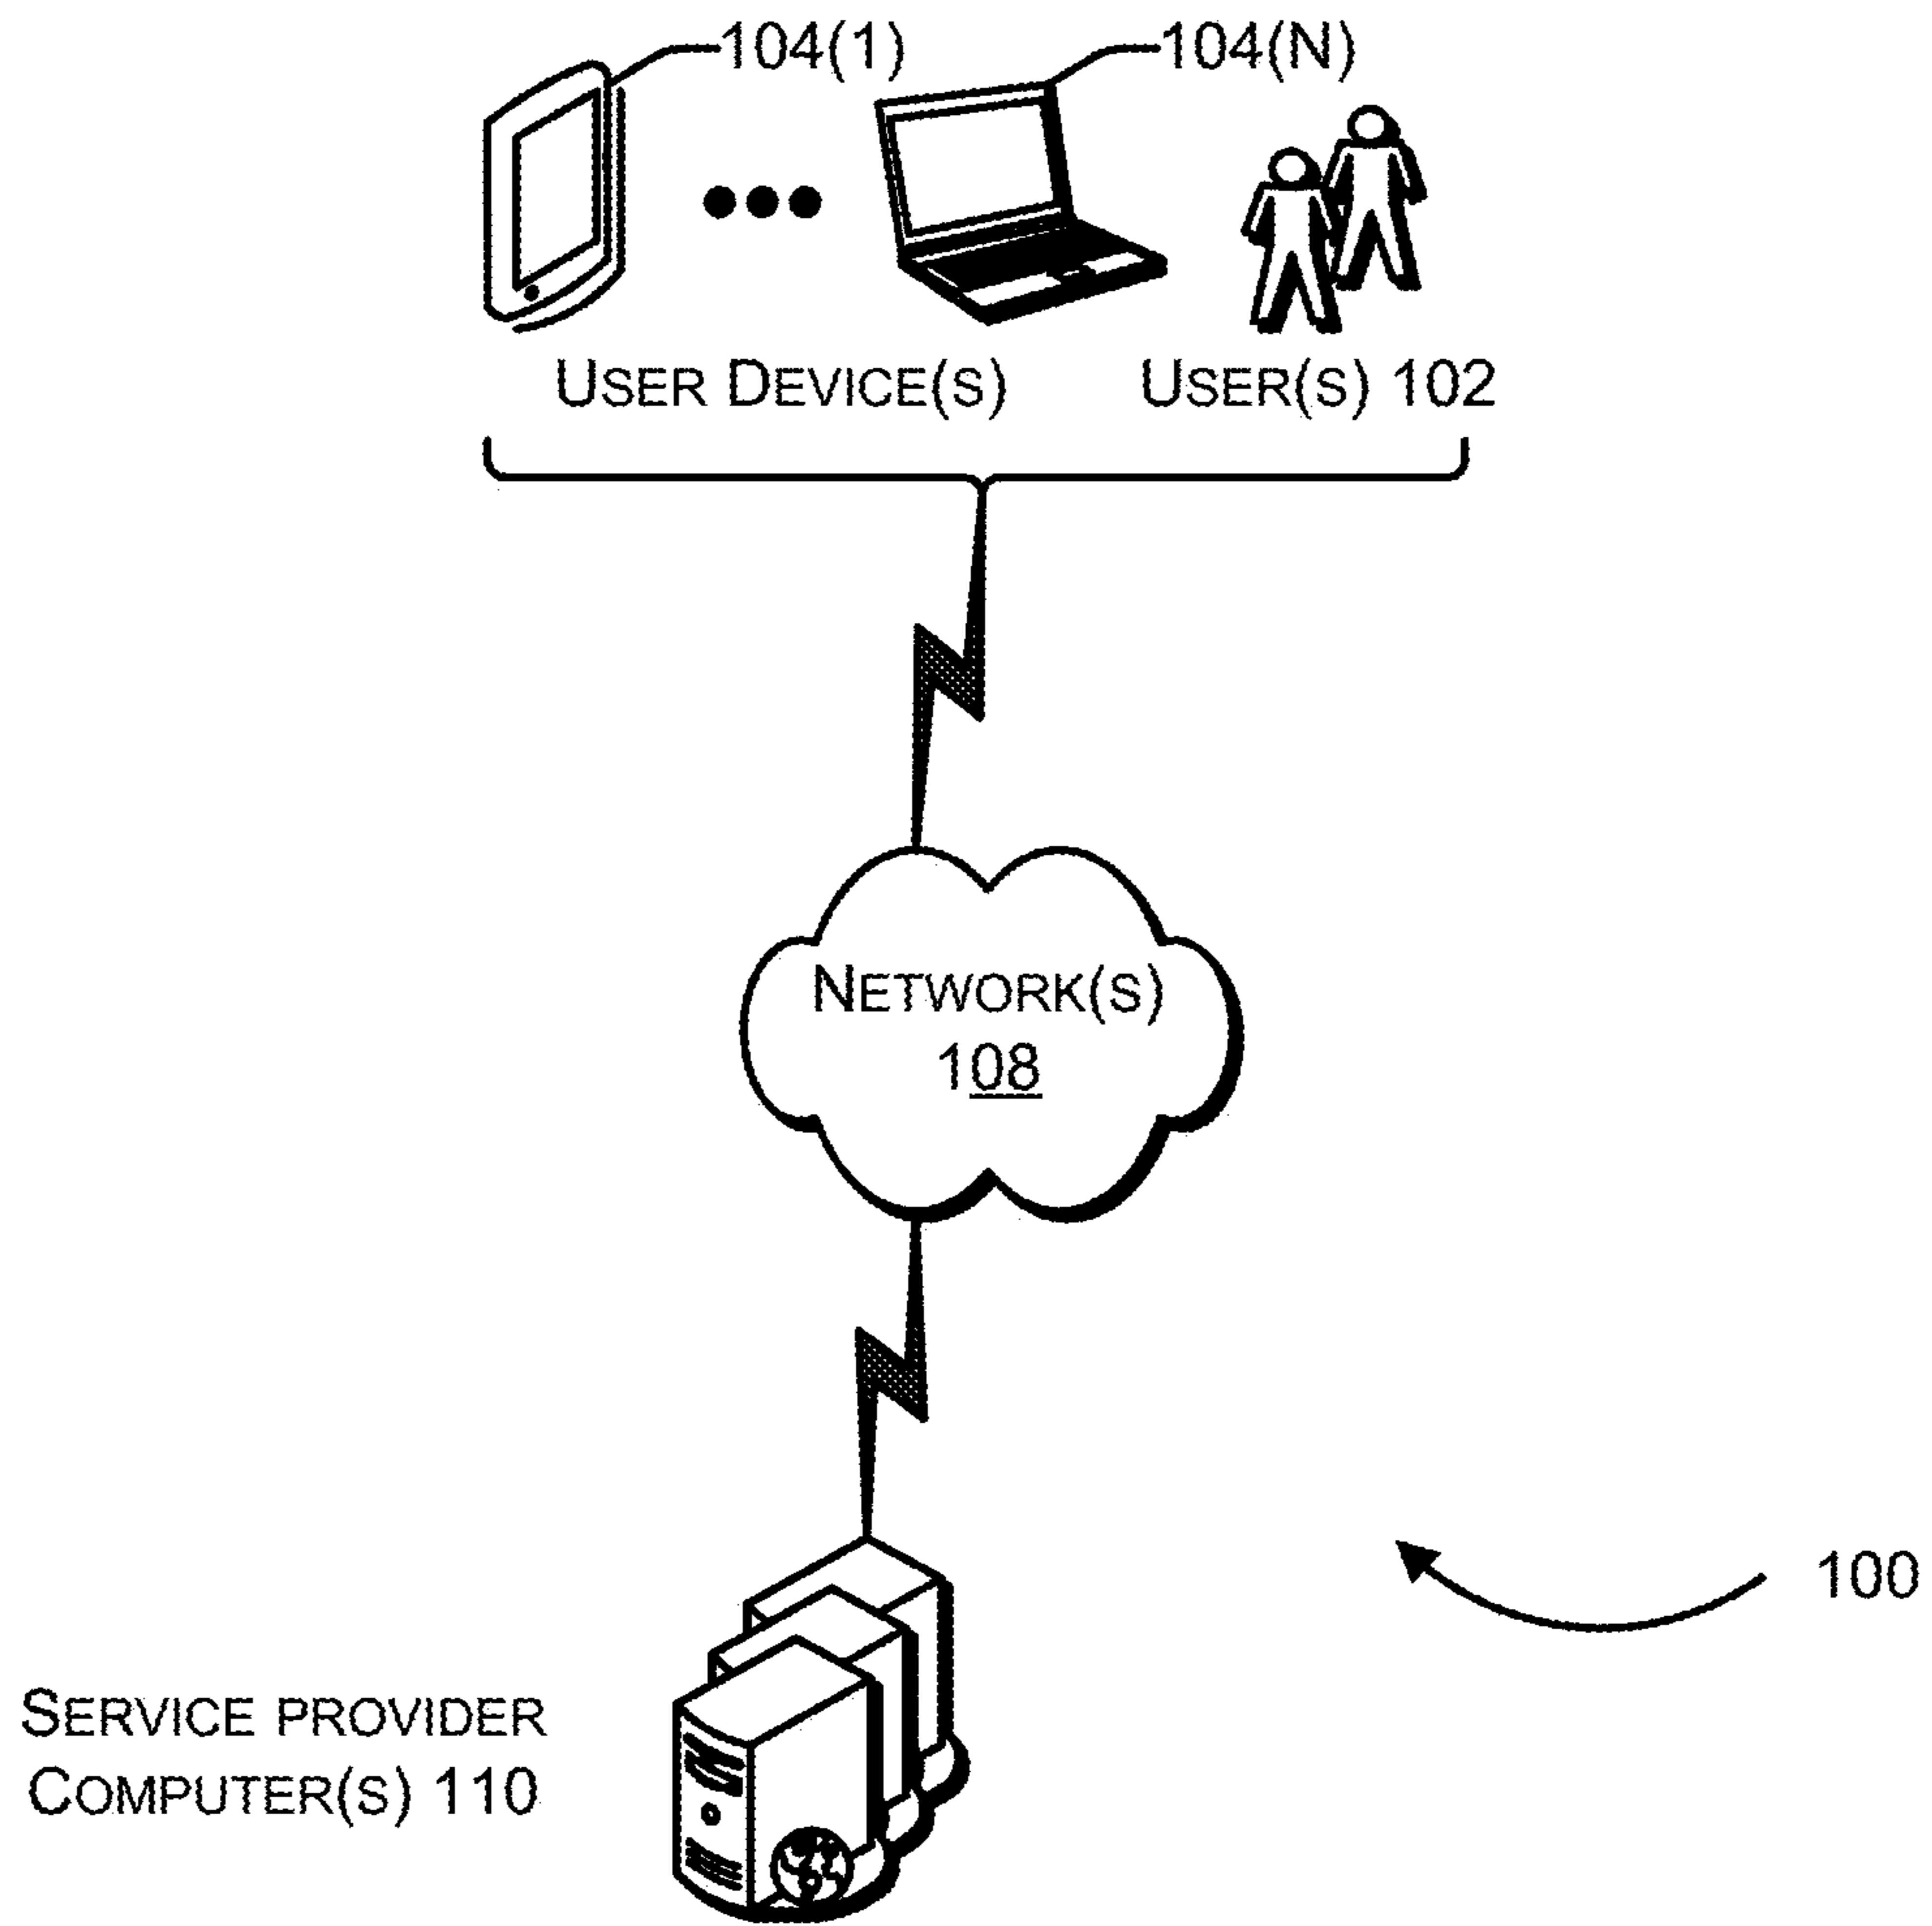 104(1)
104(N)
USER DEVICE(S)
USER(S) 102
NETWORK(S)
108
100
SERVICE PROVIDER
COMPUTER(S) 110